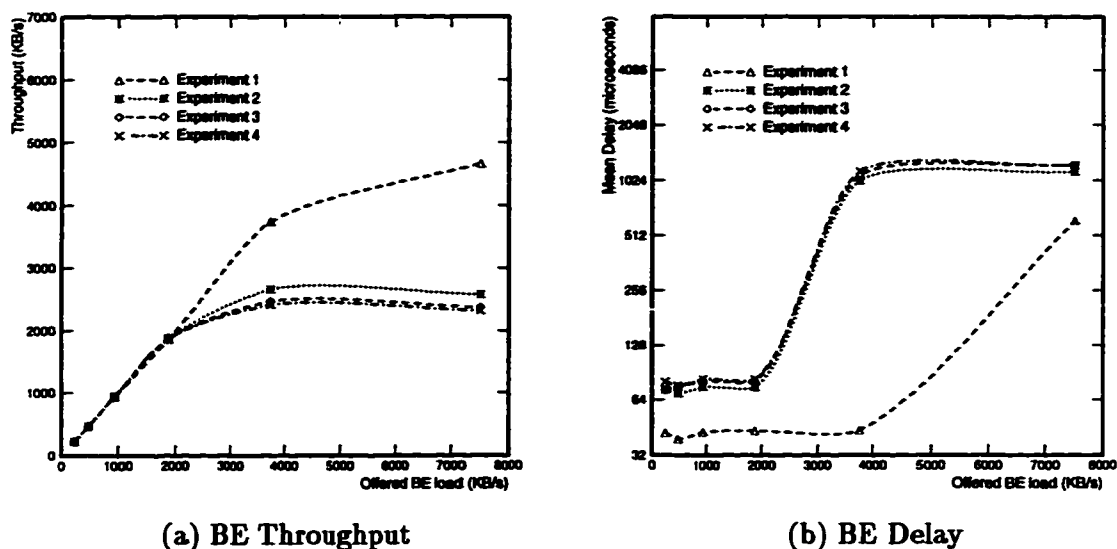 Throughput (KB/s)
7000
6000
5000
4000
3000
2000
1000
0
0 1000 2000 3000 4000 5000 6000 7000 8000
Offered BE load (KB/s)
Experiment 1
Experiment 2
Experiment 3
Experiment 4
(a) BE Throughput
Mean Delay (microseconds)
4096
2048
1024
512
256
128
64
32
0 1000 2000 3000 4000 5000 6000 7000 8000
Offered BE load (KB/s)
Experiment 1
Experiment 2
Experiment 3
Experiment 4
(b) BE Delay